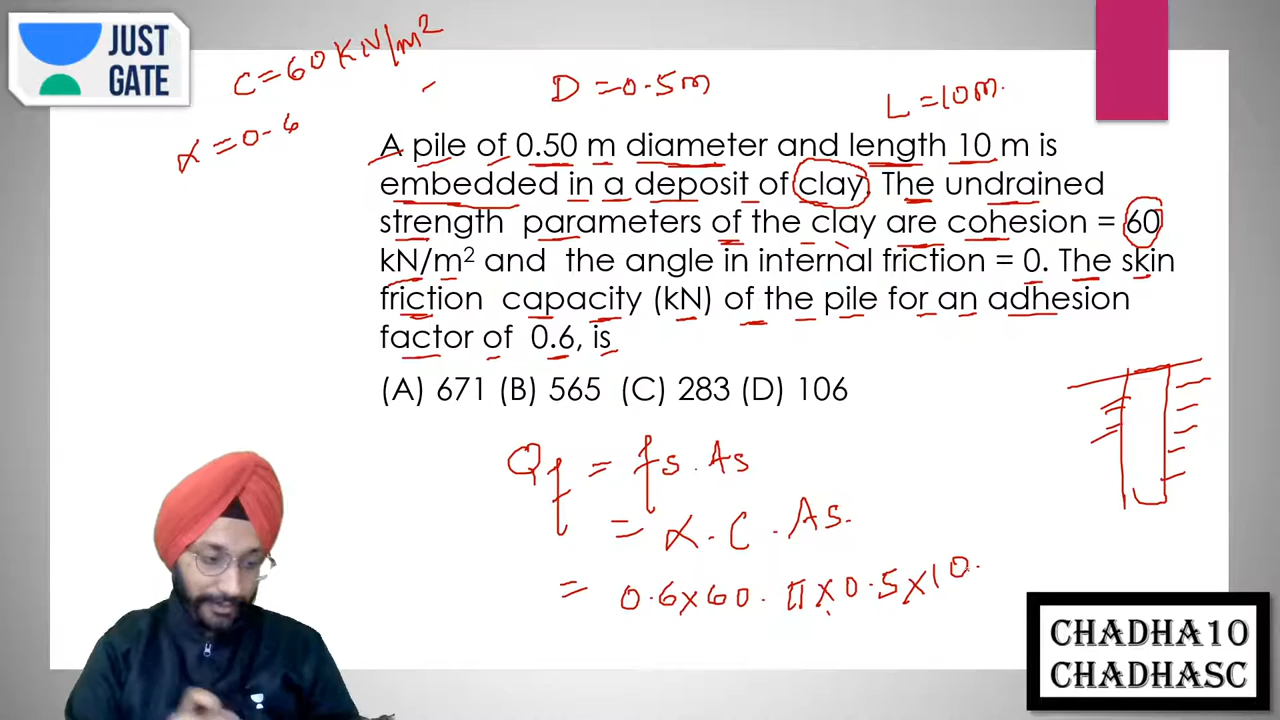 JUST
GATE
C = 60 KN/m²
α = 0.6
D = 0.5m
L = 10m.
A pile of 0.50 m diameter and length 10 m is
embedded in a deposit of clay. The undrained
strength parameters of the clay are cohesion = 60
kN/m² and the angle in internal friction = 0. The skin
friction capacity (kN) of the pile for an adhesion
factor of 0.6, is
(A) 671 (B) 565 (C) 283 (D) 106
Qf = fs . As
= α . C . As.
= 0.6 x 60 . π x 0.5 x 10.
CHADHA10
CHADHASC